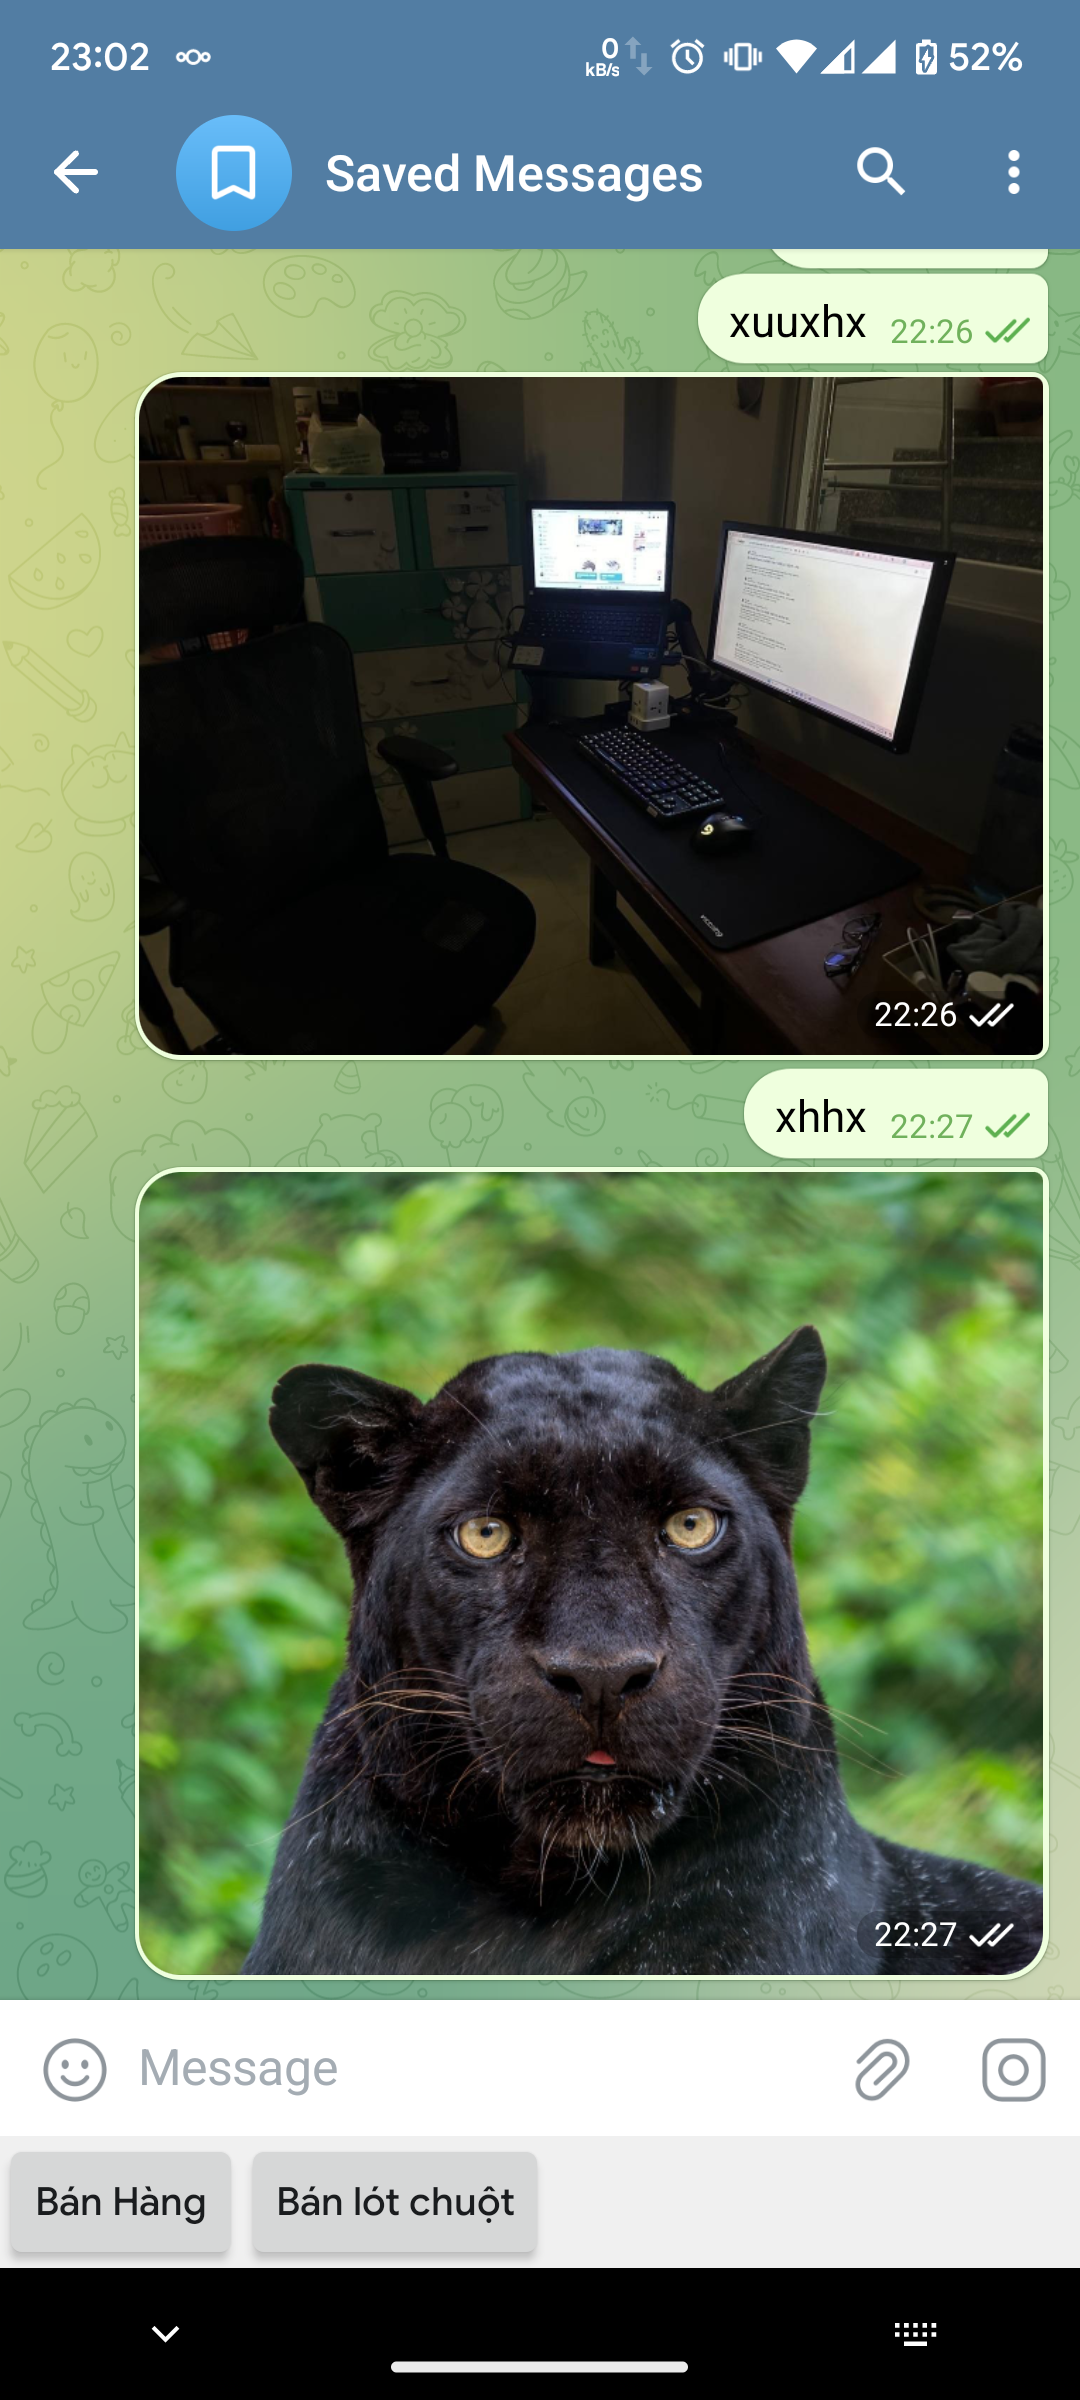 23:02
0
kB/s
52%
Saved Messages
xuuxhx 22:26
22:26
xhhx 22:27
22:27
Message
Bán Hàng
Bán lót chuột